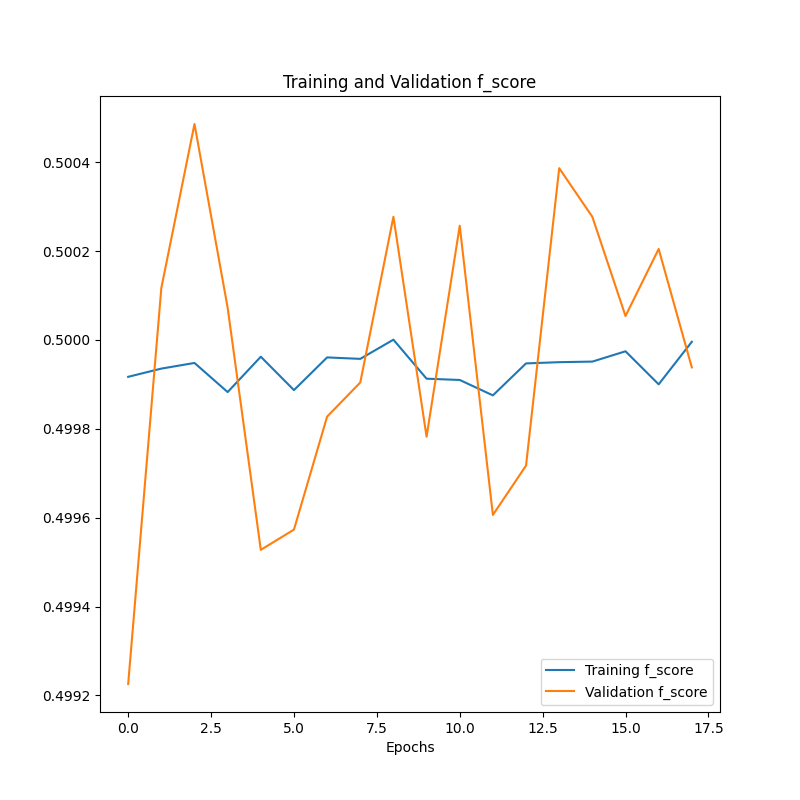 Training and Validation f_score
0.5004
0.5002
0.5000
0.4998
0.4996
0.4994
0.4992
Training f_score
Validation f_score
0.0 2.5 5.0 7.5 10.0 12.5 15.0 17.5
Epochs